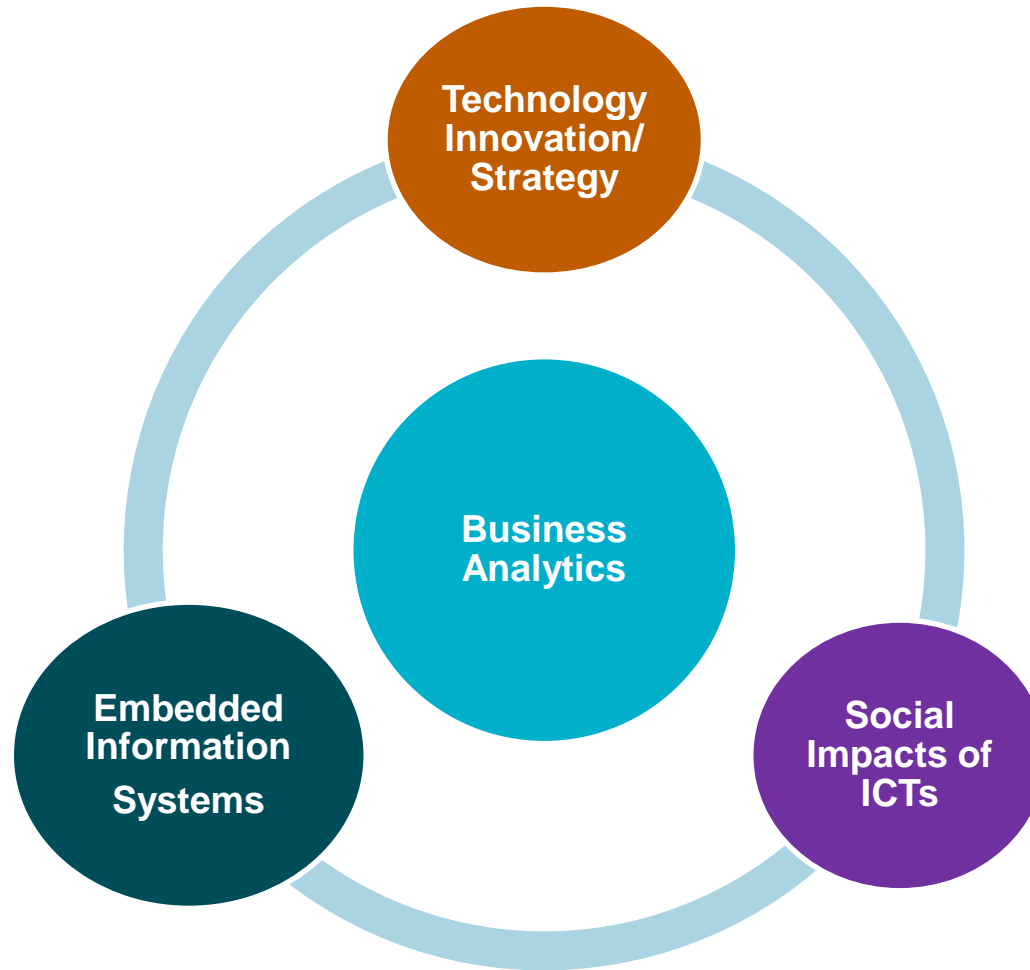 Technology
Innovation/
Strategy
Business
Analytics
Embedded
Information
Systems
Social
Impacts of
ICTs